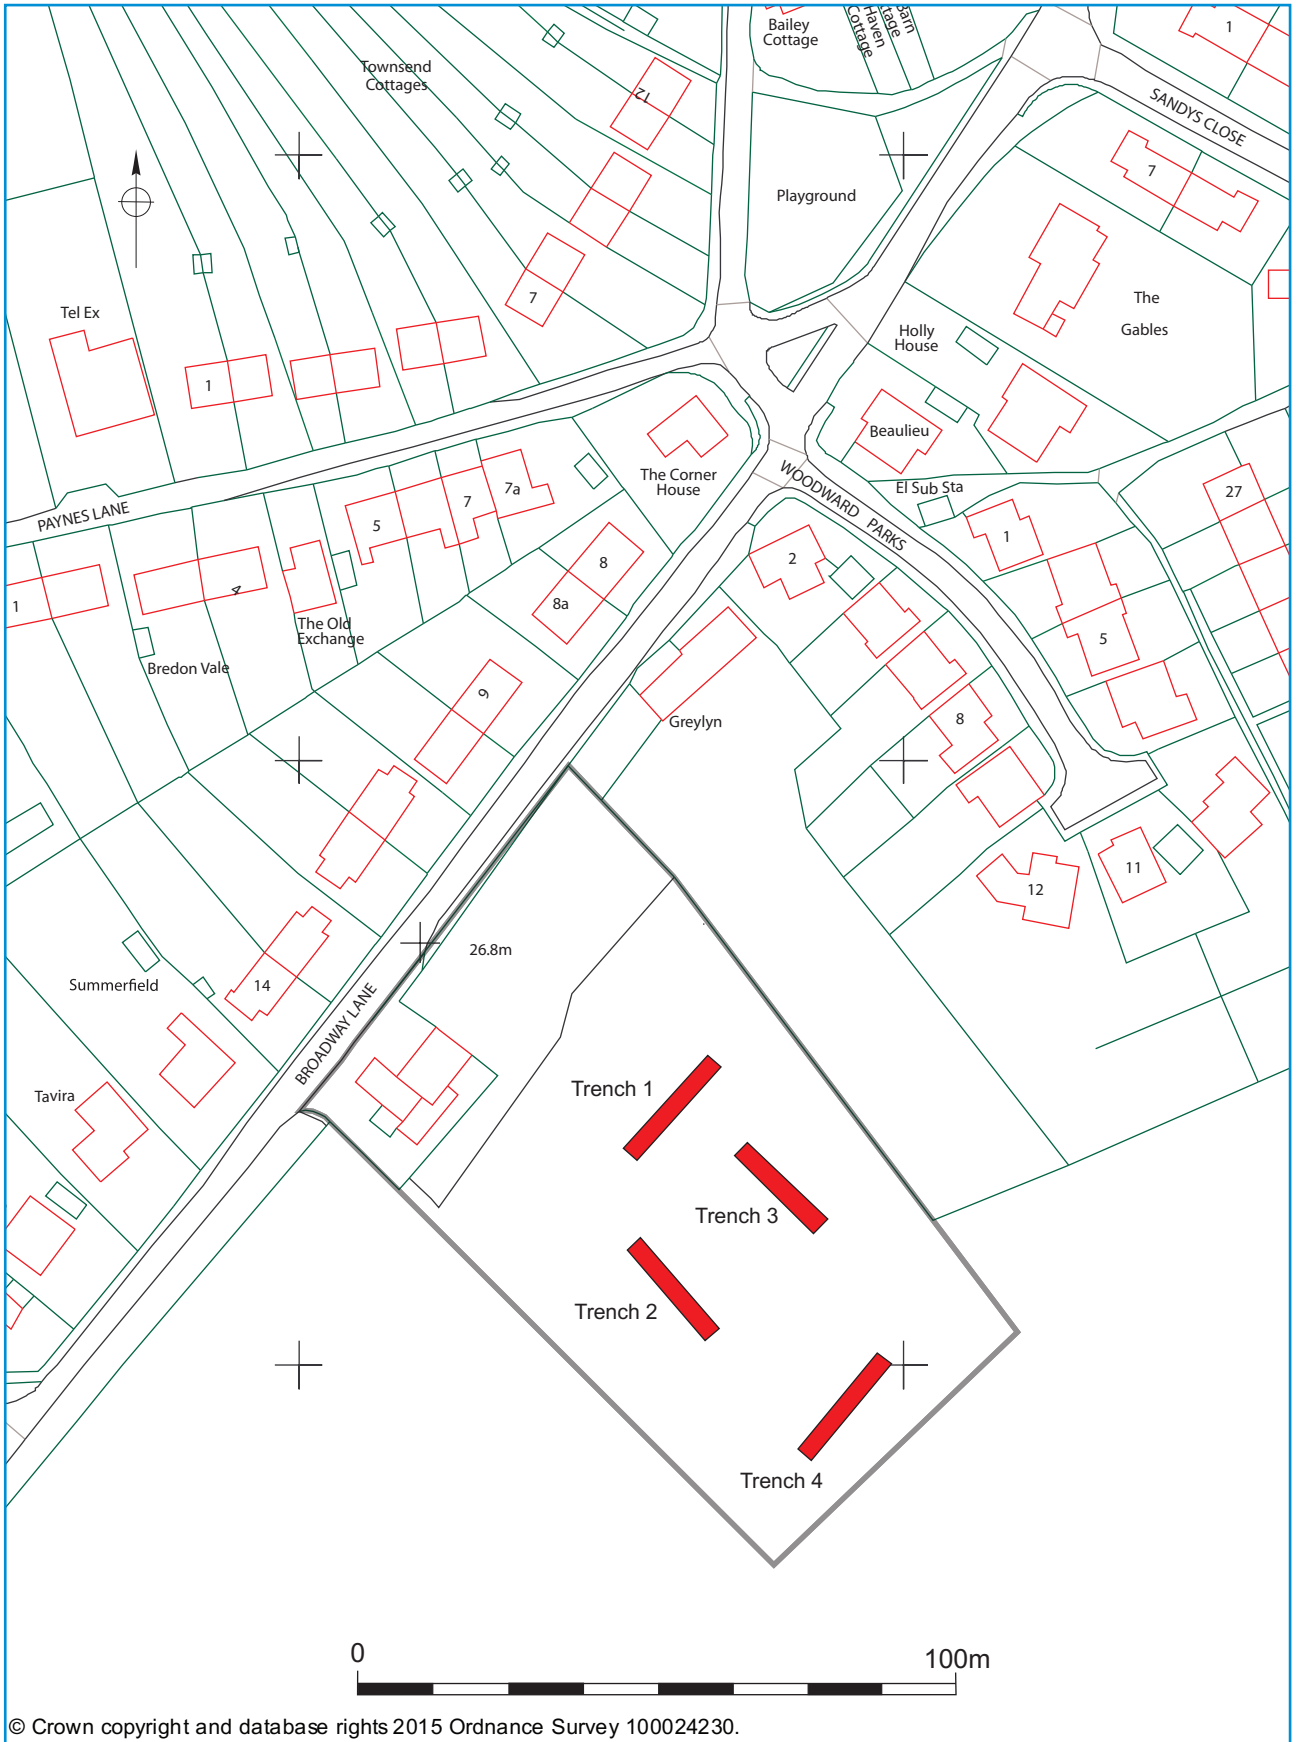 Bailey
Cottage
Haven
Cottage
Barn
ttage
1
Townsend
Cottages
12
SANDYS CLOSE
7
Playground
The
Gables
7
Tel Ex
Holly
House
1
Beaulieu
The Corner
House
WOODWARD PARKS
El Sub Sta
27
PAYNES LANE
5
7
7a
1
2
8
8a
1
4
The Old
Exchange
Bredon Vale
5
9
Greylyn
8
12
11
26.8m
Summerfield
14
BROADWAY LANE
Tavira
Trench 1
Trench 3
Trench 2
Trench 4
0
100m
© Crown copyright and database rights 2015 Ordnance Survey 100024230.